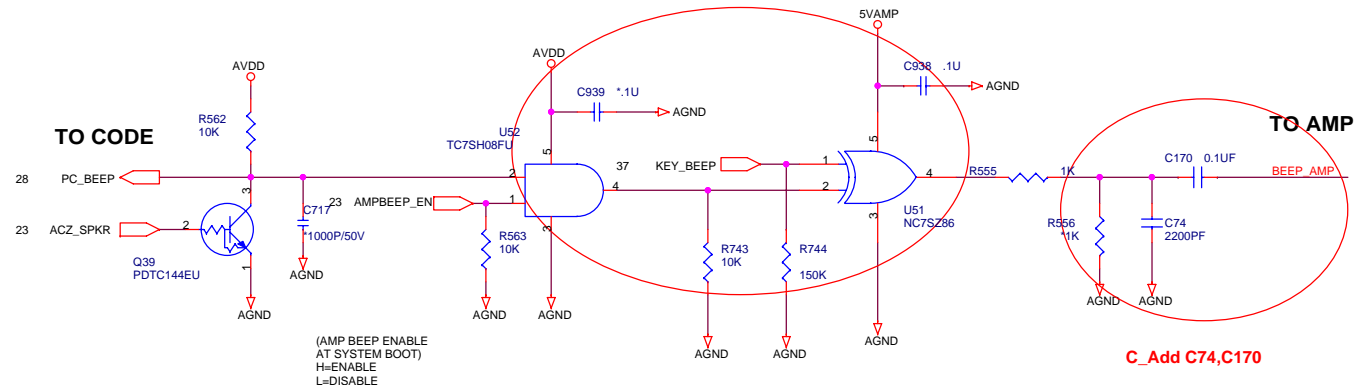 5VAMP
AVDD
AVDD
C938 .1U
AGND
C939 *.1U
AGND
R562
10K
TO CODE
U52
TC7SH08FU
5
5
TO AMP
28 PC_BEEP
3
2
37
4
KEY_BEEP
1
2
4
R555
1K
C170 0.1UF
BEEP_AMP
C717
*1000P/50V
23 AMPBEEP_EN
1
3
3
U51
NC7SZ86
R556
*1K
C74
2200PF
23 ACZ_SPKR
2
1
Q39
PDTC144EU
AGND
R563
10K
R743
10K
R744
150K
AGND
AGND
AGND
AGND
AGND
AGND
AGND
AGND
AGND
(AMP BEEP ENABLE
AT SYSTEM BOOT)
H=ENABLE
L=DISABLE
C_Add C74,C170